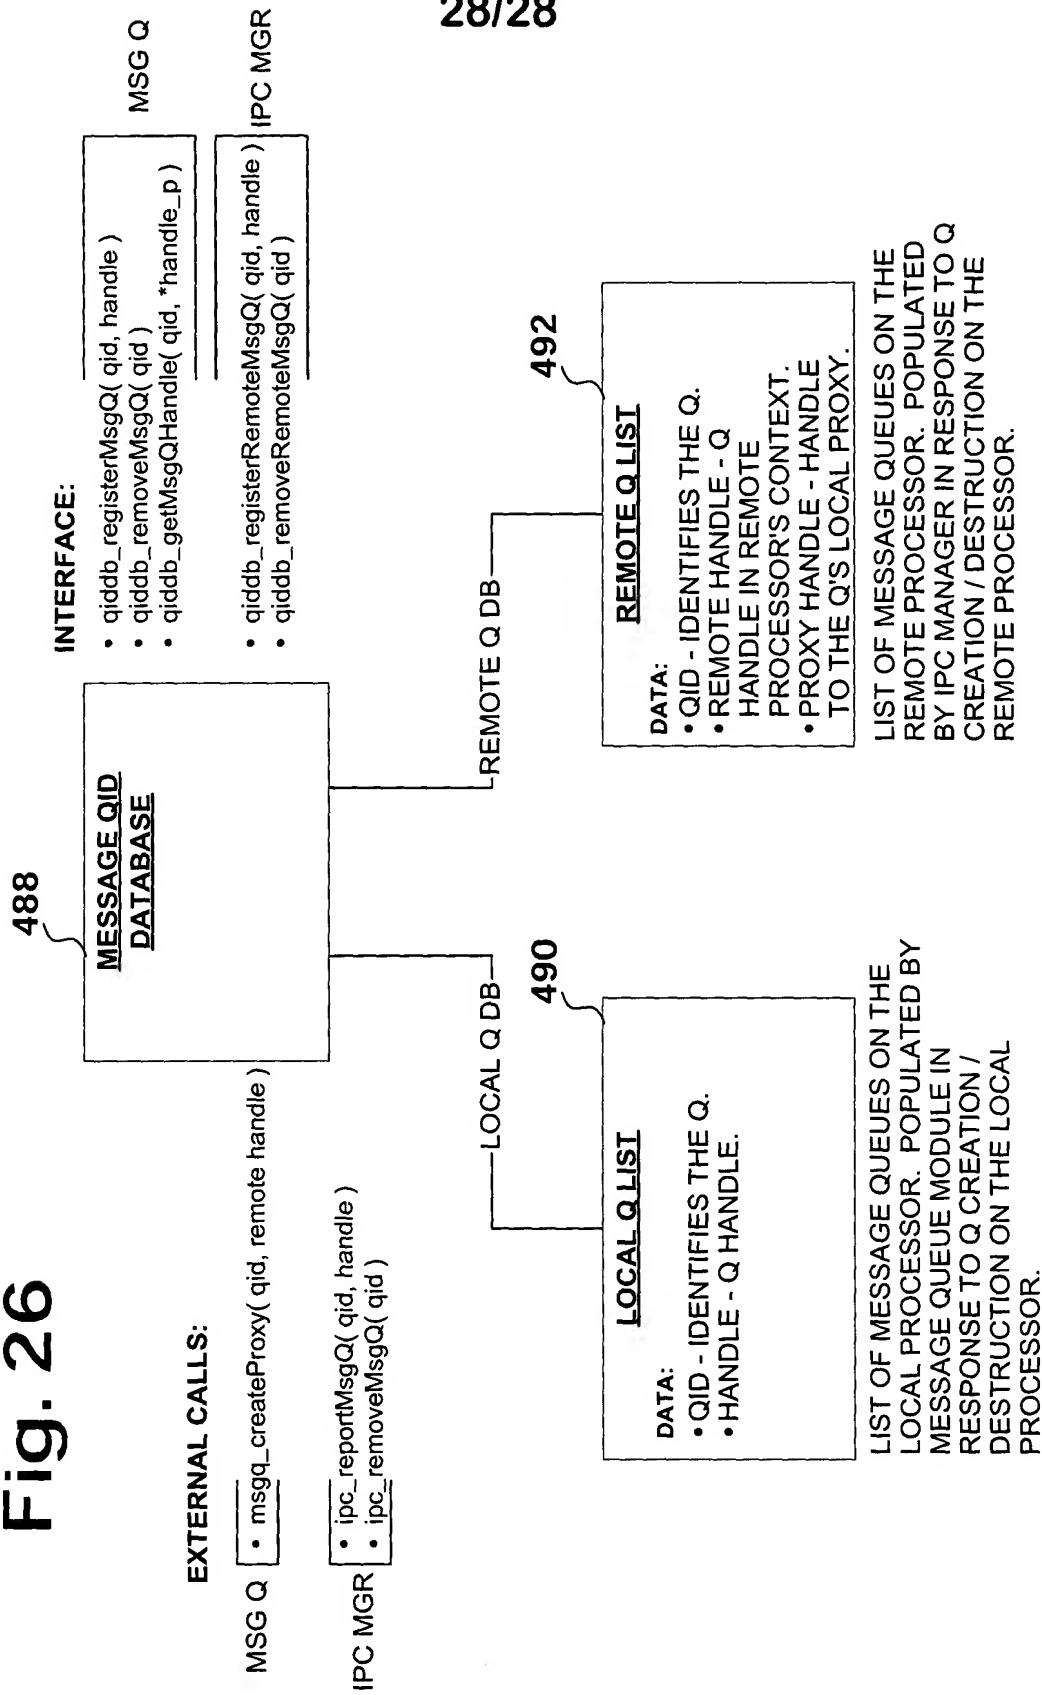 28/28
Fig. 26
EXTERNAL CALLS:
MSG Q
• msgq_createProxy( qid, remote handle )
IPC MGR
• ipc_reportMsgQ( qid, handle )
• ipc_removeMsgQ( qid )
488
MESSAGE QID
DATABASE
INTERFACE:
• qiddb_registerMsgQ( qid, handle )
• qiddb_removeMsgQ( qid )
• qiddb_getMsgQHandle( qid, *handle_p )
MSG Q
• qiddb_registerRemoteMsgQ( qid, handle )
• qiddb_removeRemoteMsgQ( qid )
IPC MGR
LOCAL Q DB
REMOTE Q DB
490
LOCAL Q LIST
DATA:
• QID - IDENTIFIES THE Q.
• HANDLE - Q HANDLE.
LIST OF MESSAGE QUEUES ON THE
LOCAL PROCESSOR. POPULATED BY
MESSAGE QUEUE MODULE IN
RESPONSE TO Q CREATION /
DESTRUCTION ON THE LOCAL
PROCESSOR.
492
REMOTE Q LIST
DATA:
• QID - IDENTIFIES THE Q.
• REMOTE HANDLE - Q
HANDLE IN REMOTE
PROCESSOR'S CONTEXT.
• PROXY HANDLE - HANDLE
TO THE Q'S LOCAL PROXY.
LIST OF MESSAGE QUEUES ON THE
REMOTE PROCESSOR. POPULATED
BY IPC MANAGER IN RESPONSE TO Q
CREATION / DESTRUCTION ON THE
REMOTE PROCESSOR.